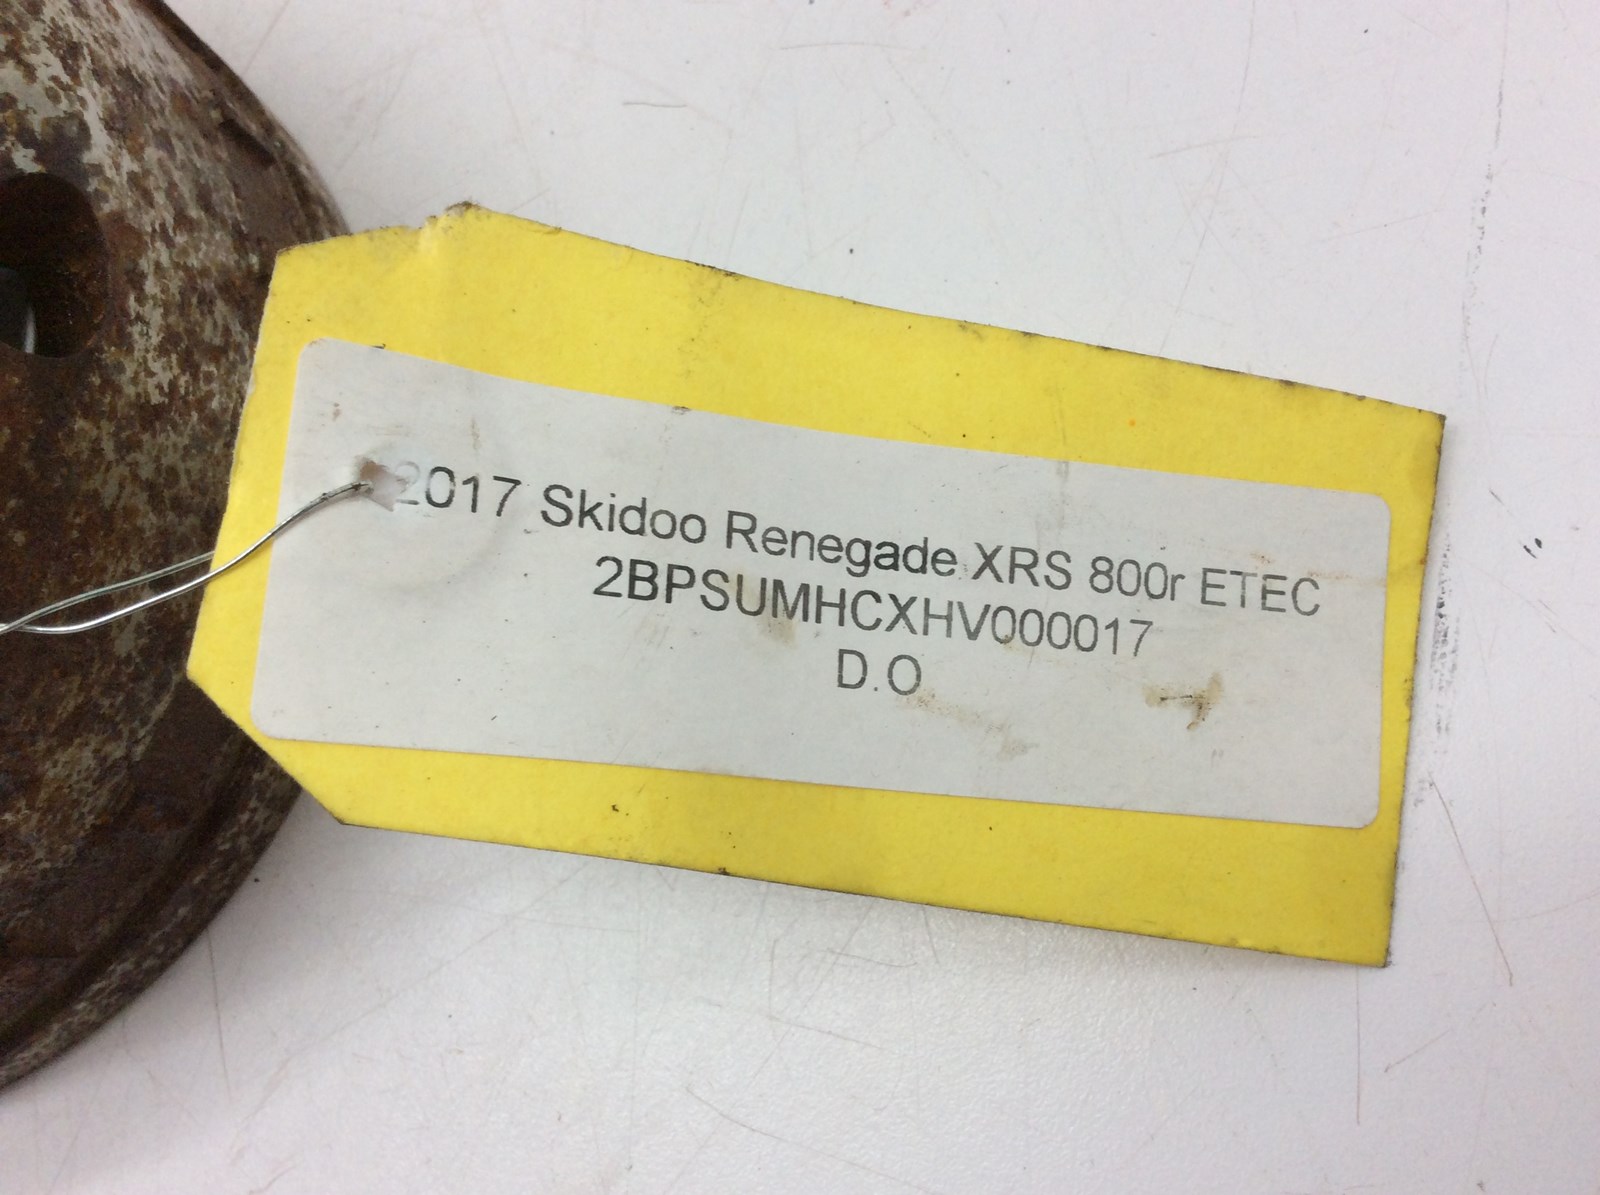 2017 Skidoo Renegade XRS 800r ETEC
2BPSUMHCXHV000017
D.O